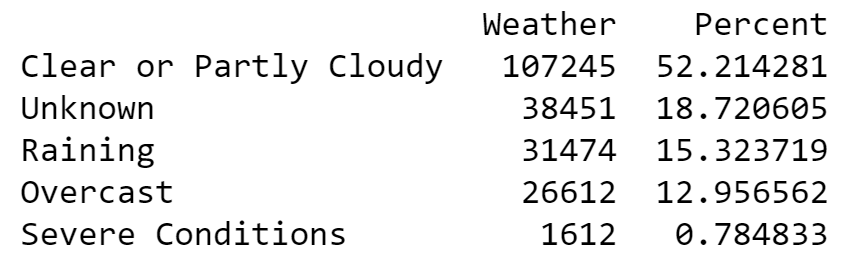 Weather Percent
Clear or Partly Cloudy 107245 52.214281
Unknown 38451 18.720605
Raining 31474 15.323719
Overcast 26612 12.956562
Severe Conditions 1612 0.784833